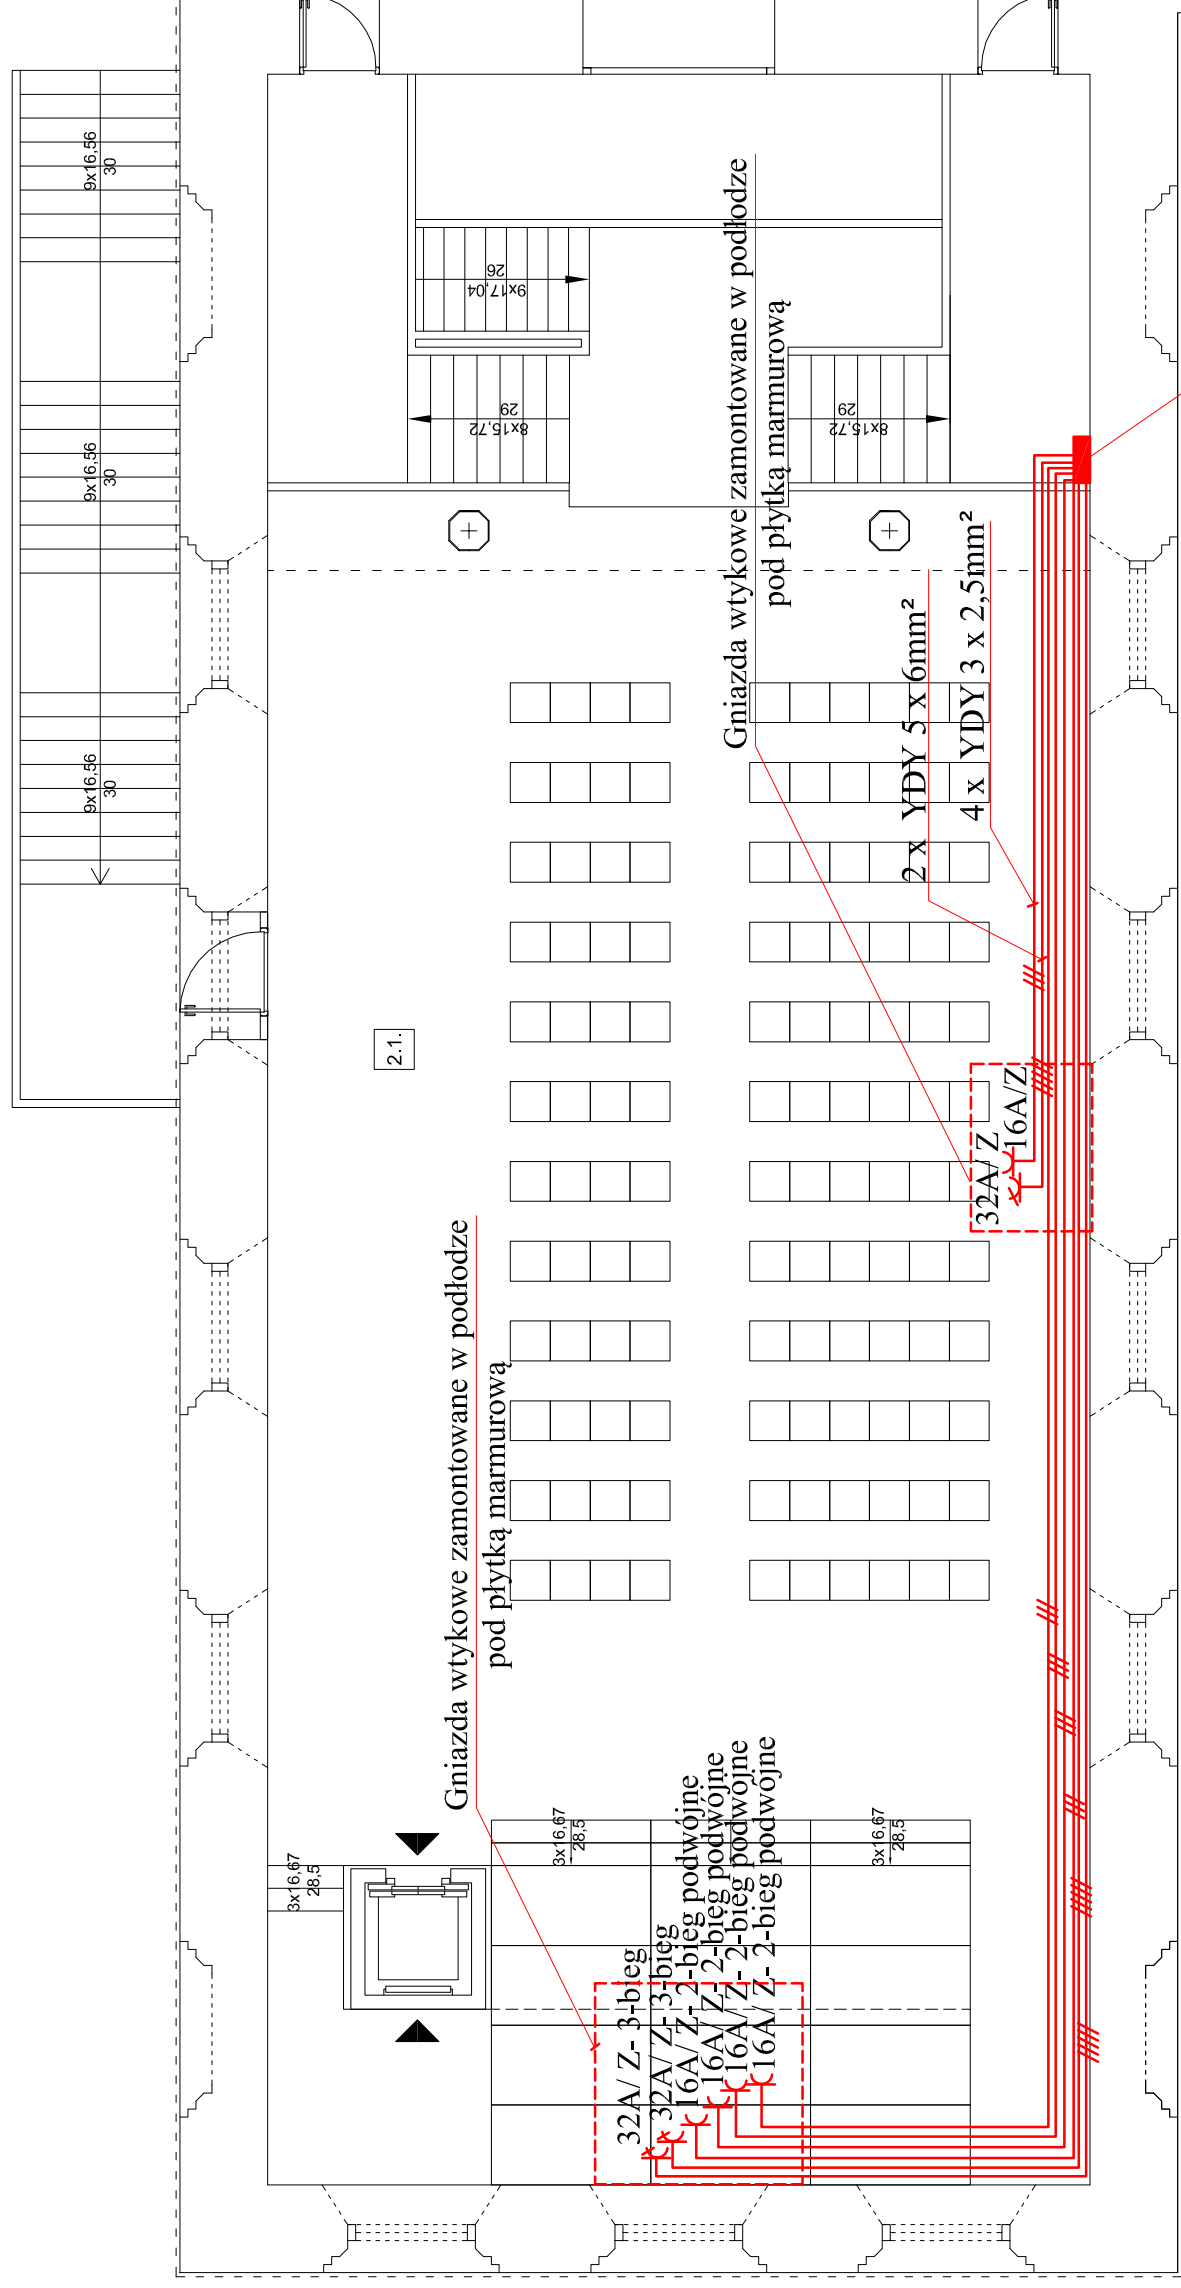 9x16,56
30
9x16,56
30
9x16,56
30
9x17,04
26
8x15,72
29
8x15,72
29
Gniazda wtykowe zamontowane w podłodze
pod płytką marmurową
2 x YDY 5 x 6mm²
4 x YDY 3 x 2,5mm²
2.1.
32A/ Z
16A/Z
Gniazda wtykowe zamontowane w podłodze
pod płytką marmurową
3x16,67
28,5
3x16,67
28,5
3x16,67
28,5
32A/ Z- 3-bieg
32A/ Z- 3-bieg
16A/ Z- 2-bieg podwójne
16A/ Z- 2-bieg podwójne
16A/ Z- 2-bieg podwójne
16A/ Z- 2-bieg podwójne